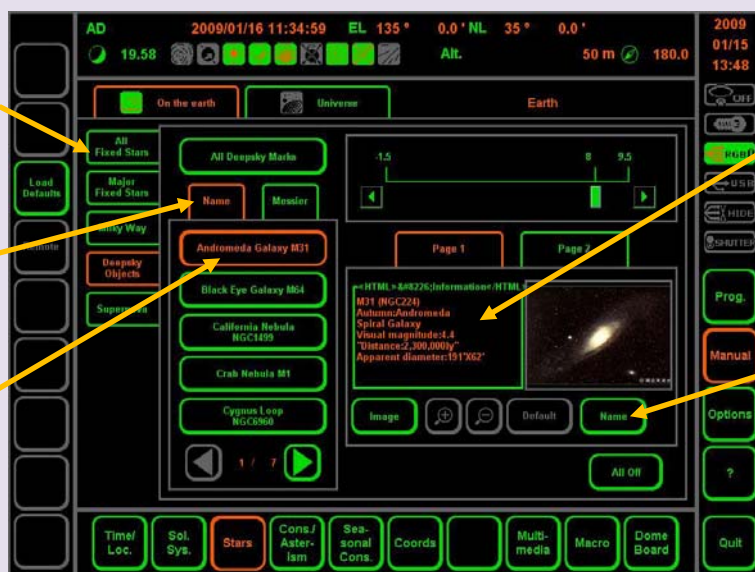 AD 2009/01/16 11:34:59 EL 135 ° 0.0 ' NL 35 ° 0.0 '
19.58 Alt. 50 m 180.0
2009
01/15
13:48
On the earth Universe Earth
OFF
RGB
USB
HIDE
SHUTTER
All
Fixed Stars
Major
Fixed Stars
Way
Deepsky
Objects
Load
Defaults
All Deepsky Marks
Name Messier
Andromeda Galaxy M31
Black Eye Galaxy M64
California Nebula
NGC1499
Crab Nebula M1
Cygnus Loop
NGC6960
1 / 7
-1.5 8 9.5
Page 1 Page 2
<HTML>&#8226;Information</HTML>
M31 (NGC224)
Autumn:Andromeda
Spiral Galaxy
Visual magnitude:4.4
"Distance:2,300,000ly"
Apparent diameter:191'X62'
Image Default Name
All Off
Prog.
Manual
Options
?
Quit
Time/
Loc.
Sol.
Sys.
Stars
Cons./
Aster-
ism
Sea-
sonal
Cons.
Coords
Multi-
media
Macro
Dome
Board